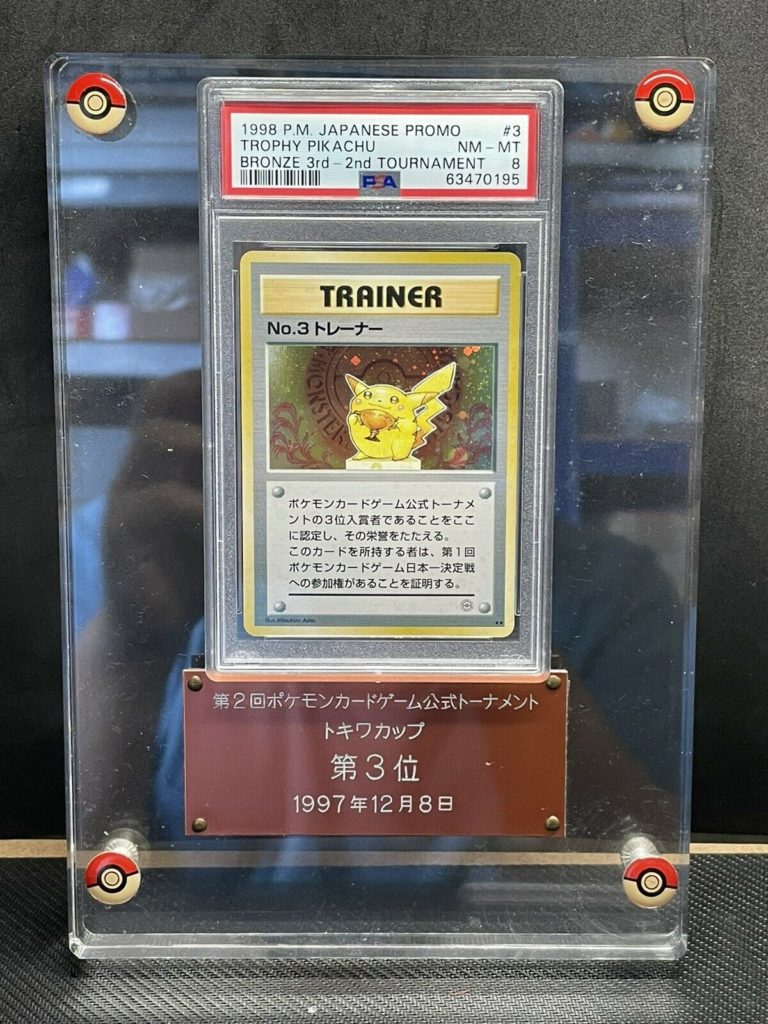 1998 P.M. JAPANESE PROMO #3
TROPHY PIKACHU NM-MT
BRONZE 3rd-2nd TOURNAMENT 8
PSA 63470195
TRAINER
No.3 トレーナー
ポケモンカードゲーム公式トーナメ
ントの3位入賞者であることをここ
に認定し、その栄誉をたたえる。
このカードを所持する者は、第1回
ポケモンカードゲーム日本一決定戦
への参加権があることを証明する。
Illus. Mitsuhiro Arita
第2回ポケモンカードゲーム公式トーナメント
トキワカップ
第3位
1997年12月8日